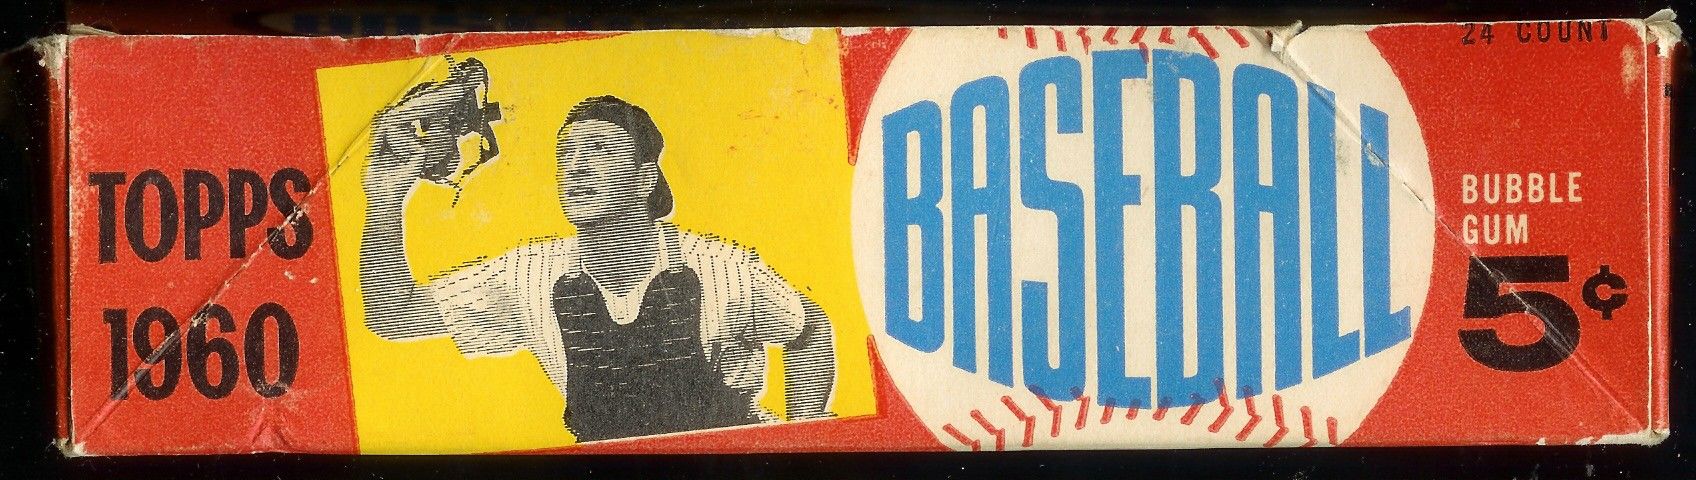 TOPPS
1960
BASEBALL
24 COUNT
BUBBLE
GUM
5¢